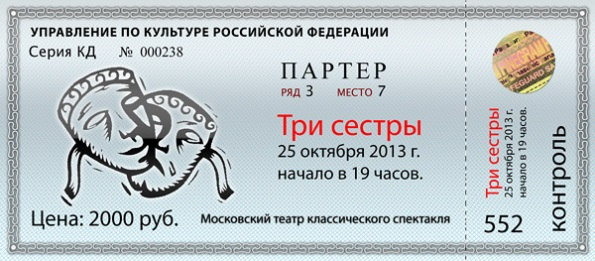 УПРАВЛЕНИЕ ПО КУЛЬТУРЕ РОССИЙСКОЙ ФЕДЕРАЦИИ
Серия КД № 000238
ПАРТЕР
РЯД 3 МЕСТО 7
Три сестры
25 октября 2013 г.
начало в 19 часов.
Цена: 2000 руб. Московский театр классического спектакля
Три сестры
25 октября 2013 г.
начало в 19 часов.
552
контроль